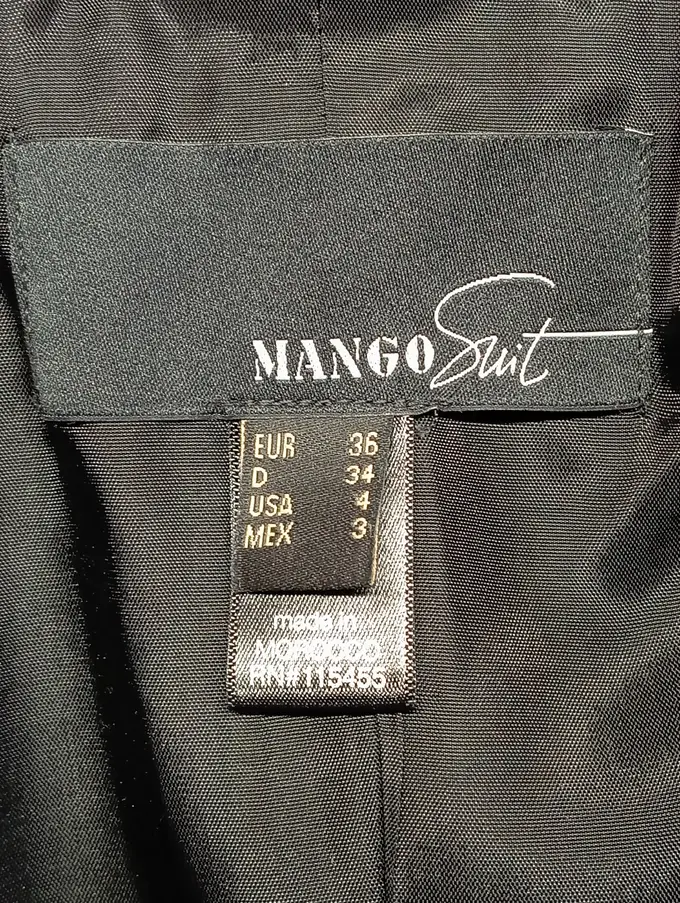 MANGO Suit
EUR 36
D 34
USA 4
MEX 3
made in
MOROCCO
RN# 115455